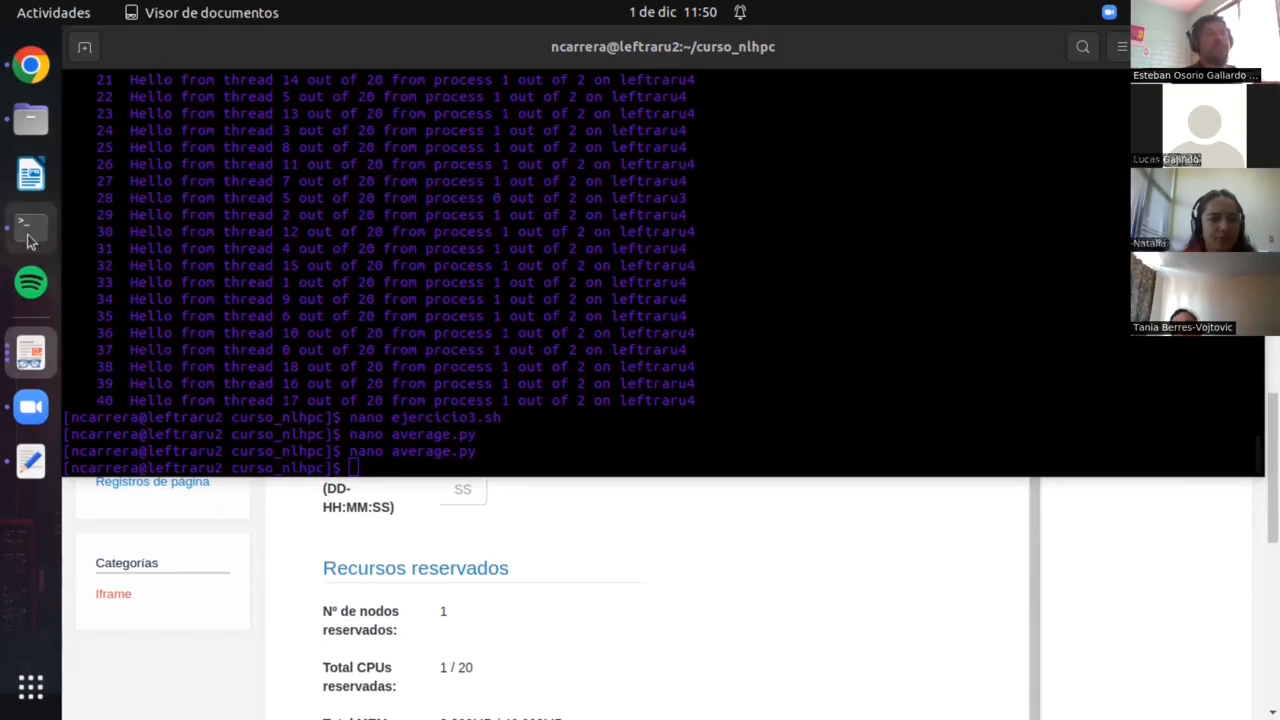 Actividades
Visor de documentos
1 de dic 11:50
ncarrera@leftraru2:~/curso_nlhpc
21 Hello from thread 14 out of 20 from process 1 out of 2 on leftraru4
22 Hello from thread 5 out of 20 from process 1 out of 2 on leftraru4
23 Hello from thread 13 out of 20 from process 1 out of 2 on leftraru4
24 Hello from thread 3 out of 20 from process 1 out of 2 on leftraru4
25 Hello from thread 8 out of 20 from process 1 out of 2 on leftraru4
26 Hello from thread 11 out of 20 from process 1 out of 2 on leftraru4
27 Hello from thread 7 out of 20 from process 1 out of 2 on leftraru4
28 Hello from thread 5 out of 20 from process 0 out of 2 on leftraru3
29 Hello from thread 2 out of 20 from process 1 out of 2 on leftraru4
30 Hello from thread 12 out of 20 from process 1 out of 2 on leftraru4
31 Hello from thread 4 out of 20 from process 1 out of 2 on leftraru4
32 Hello from thread 15 out of 20 from process 1 out of 2 on leftraru4
33 Hello from thread 1 out of 20 from process 1 out of 2 on leftraru4
34 Hello from thread 9 out of 20 from process 1 out of 2 on leftraru4
35 Hello from thread 6 out of 20 from process 1 out of 2 on leftraru4
36 Hello from thread 10 out of 20 from process 1 out of 2 on leftraru4
37 Hello from thread 0 out of 20 from process 1 out of 2 on leftraru4
38 Hello from thread 18 out of 20 from process 1 out of 2 on leftraru4
39 Hello from thread 16 out of 20 from process 1 out of 2 on leftraru4
40 Hello from thread 17 out of 20 from process 1 out of 2 on leftraru4
[ncarrera@leftraru2 curso_nlhpc]$ nano ejercicio3.sh
[ncarrera@leftraru2 curso_nlhpc]$ nano average.py
[ncarrera@leftraru2 curso_nlhpc]$ nano average.py
[ncarrera@leftraru2 curso_nlhpc]$
Esteban Osorio Gallardo ...
Lucas Galindo
Natalia
Tania Berres-Vojtovic
Registros de página
Categorías
Iframe
(DD-
HH:MM:SS)
SS
Recursos reservados
Nº de nodos
reservados:
1
Total CPUs
reservadas:
1 / 20